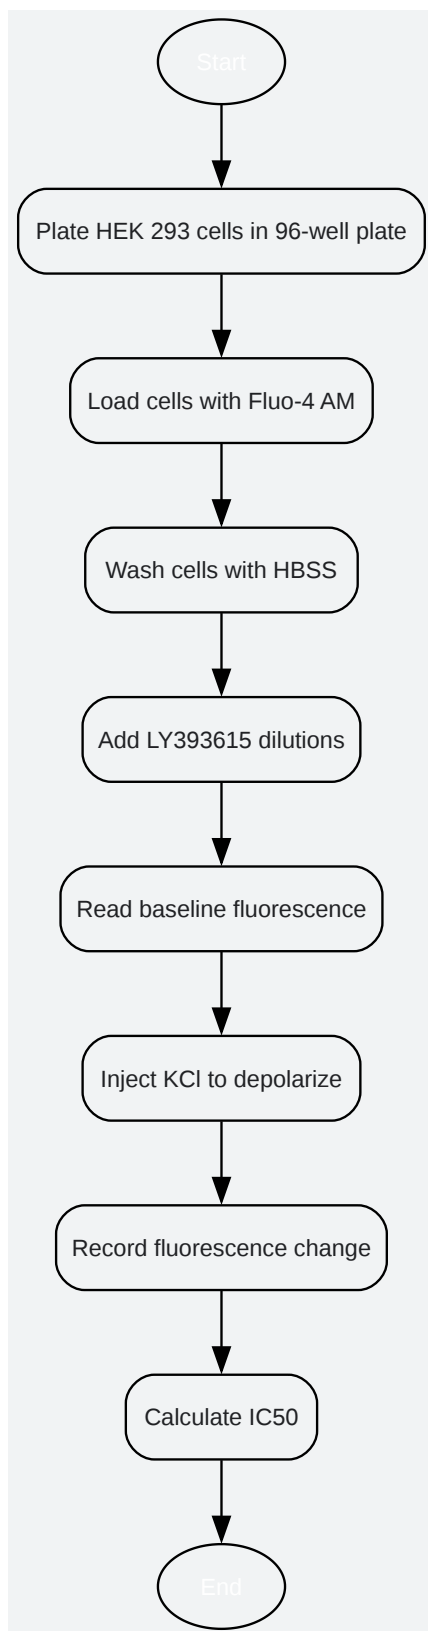 Start
Plate HEK 293 cells in 96-well plate
Load cells with Fluo-4 AM
Wash cells with HBSS
Add LY393615 dilutions
Read baseline fluorescence
Inject KCl to depolarize
Record fluorescence change
Calculate IC50
End